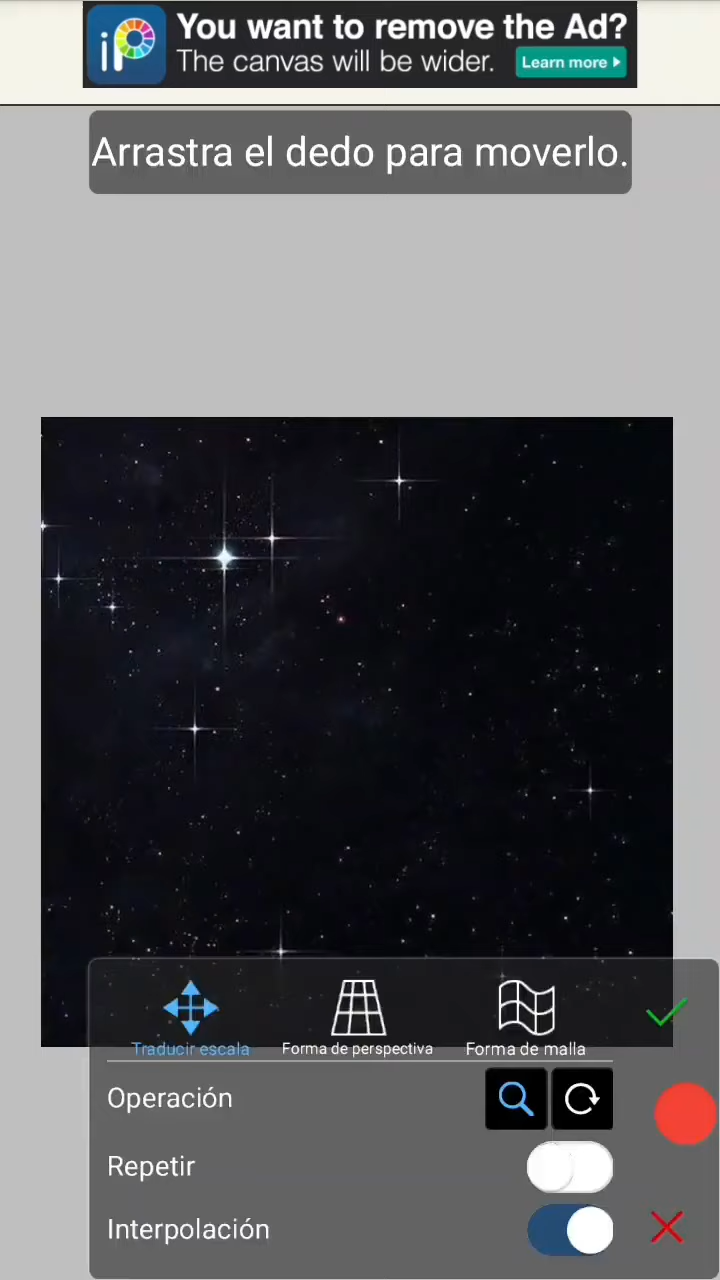 iP
You want to remove the Ad?
The canvas will be wider.
Learn more
Arrastra el dedo para moverlo.
Traducir escala
Forma de perspectiva
Forma de malla
Operación
Repetir
Interpolación